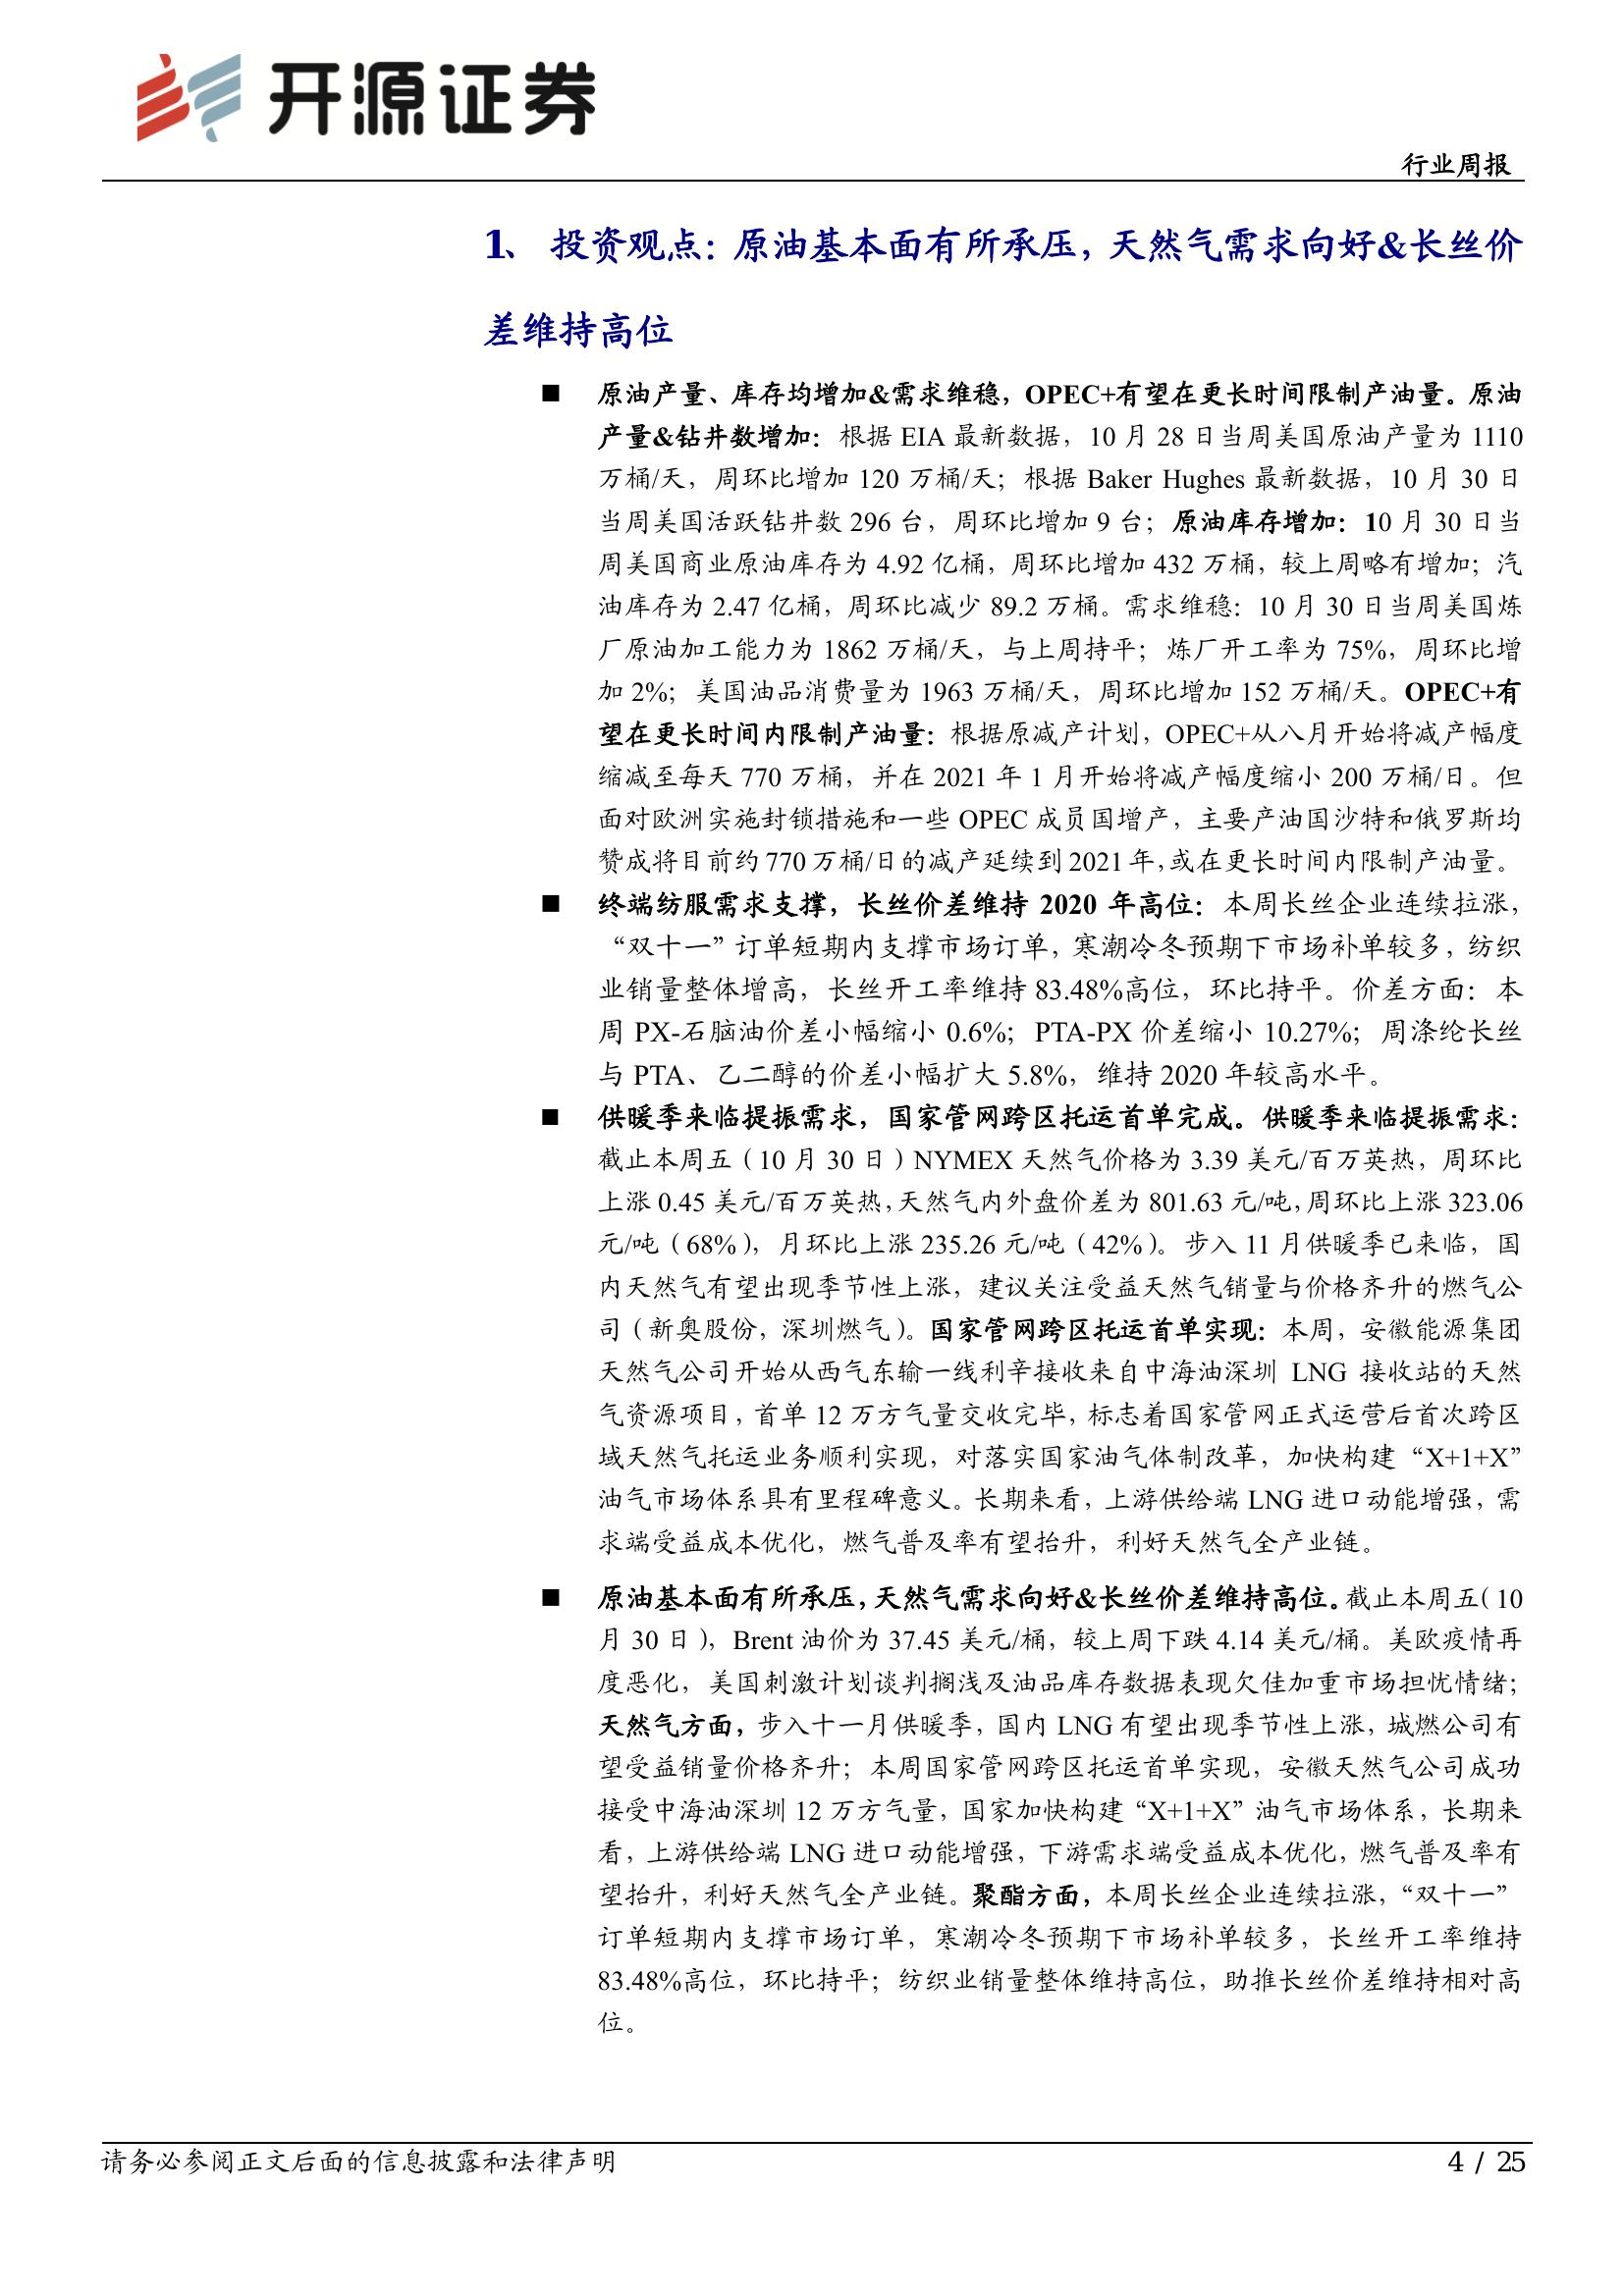 开源证券
行业周报
1、 投资观点：原油基本面有所承压，天然气需求向好&长丝价
差维持高位
■ 原油产量、库存均增加&需求维稳，OPEC+有望在更长时间限制产油量。原油
产量&钻井数增加：根据 EIA 最新数据，10 月 28 日当周美国原油产量为 1110
万桶/天，周环比增加 120 万桶/天；根据 Baker Hughes 最新数据，10 月 30 日
当周美国活跃钻井数 296 台，周环比增加 9 台；原油库存增加：10 月 30 日当
周美国商业原油库存为 4.92 亿桶，周环比增加 432 万桶，较上周略有增加；汽
油库存为 2.47 亿桶，周环比减少 89.2 万桶。需求维稳：10 月 30 日当周美国炼
厂原油加工能力为 1862 万桶/天，与上周持平；炼厂开工率为 75%，周环比增
加 2%；美国油品消费量为 1963 万桶/天，周环比增加 152 万桶/天。OPEC+有
望在更长时间内限制产油量：根据原减产计划，OPEC+从八月开始将减产幅度
缩减至每天 770 万桶，并在 2021 年 1 月开始将减产幅度缩小 200 万桶/日。但
面对欧洲实施封锁措施和一些 OPEC 成员国增产，主要产油国沙特和俄罗斯均
赞成将目前约 770 万桶/日的减产延续到 2021 年，或在更长时间内限制产油量。
■ 终端纺服需求支撑，长丝价差维持 2020 年高位：本周长丝企业连续拉涨，
“双十一”订单短期内支撑市场订单，寒潮冷冬预期下市场补单较多，纺织
业销量整体增高，长丝开工率维持 83.48%高位，环比持平。价差方面：本
周 PX-石脑油价差小幅缩小 0.6%；PTA-PX 价差缩小 10.27%；周涤纶长丝
与 PTA、乙二醇的价差小幅扩大 5.8%，维持 2020 年较高水平。
■ 供暖季来临提振需求，国家管网跨区托运首单完成。供暖季来临提振需求：
截止本周五（10 月 30 日）NYMEX 天然气价格为 3.39 美元/百万英热，周环比
上涨 0.45 美元/百万英热，天然气内外盘价差为 801.63 元/吨，周环比上涨 323.06
元/吨（68%），月环比上涨 235.26 元/吨（42%）。步入 11 月供暖季已来临，国
内天然气有望出现季节性上涨，建议关注受益天然气销量与价格齐升的燃气公
司（新奥股份，深圳燃气）。国家管网跨区托运首单实现：本周，安徽能源集团
天然气公司开始从西气东输一线利辛接收来自中海油深圳 LNG 接收站的天然
气资源项目，首单 12 万方气量交收完毕，标志着国家管网正式运营后首次跨区
域天然气托运业务顺利实现，对落实国家油气体制改革，加快构建“X+1+X”
油气市场体系具有里程碑意义。长期来看，上游供给端 LNG 进口动能增强，需
求端受益成本优化，燃气普及率有望抬升，利好天然气全产业链。
■ 原油基本面有所承压，天然气需求向好&长丝价差维持高位。截止本周五（10
月 30 日），Brent 油价为 37.45 美元/桶，较上周下跌 4.14 美元/桶。美欧疫情再
度恶化，美国刺激计划谈判搁浅及油品库存数据表现欠佳加重市场担忧情绪；
天然气方面，步入十一月供暖季，国内 LNG 有望出现季节性上涨，城燃公司有
望受益销量价格齐升；本周国家管网跨区托运首单实现，安徽天然气公司成功
接受中海油深圳 12 万方气量，国家加快构建“X+1+X”油气市场体系，长期来
看，上游供给端 LNG 进口动能增强，下游需求端受益成本优化，燃气普及率有
望抬升，利好天然气全产业链。聚酯方面，本周长丝企业连续拉涨，“双十一”
订单短期内支撑市场订单，寒潮冷冬预期下市场补单较多，长丝开工率维持
83.48%高位，环比持平；纺织业销量整体维持高位，助推长丝价差维持相对高
位。
请务必参阅正文后面的信息披露和法律声明
4 / 25